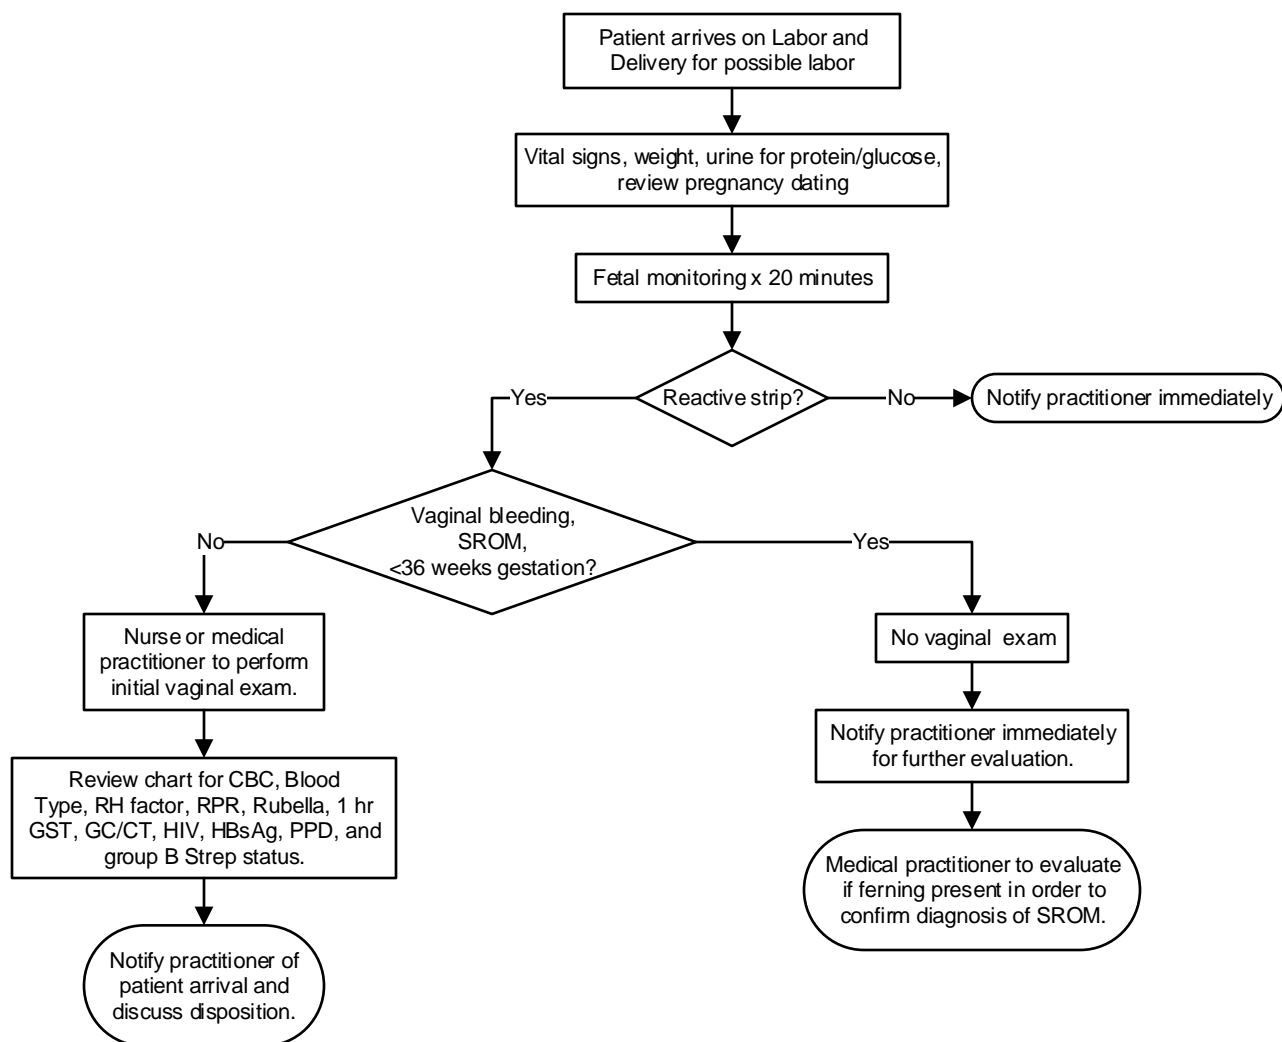 Patient arrives on Labor and
Delivery for possible labor
Vital signs, weight, urine for protein/glucose,
review pregnancy dating
Fetal monitoring x 20 minutes
Reactive strip?
Yes
No
Notify practitioner immediately
Vaginal bleeding,
SROM,
<36 weeks gestation?
No
Yes
Nurse or medical
practitioner to perform
initial vaginal exam.
Review chart for CBC, Blood
Type, RH factor, RPR, Rubella, 1 hr
GST, GC/CT, HIV, HBsAg, PPD, and
group B Strep status.
Notify practitioner of
patient arrival and
discuss disposition.
No vaginal exam
Notify practitioner immediately
for further evaluation.
Medical practitioner to evaluate
if ferning present in order to
confirm diagnosis of SROM.